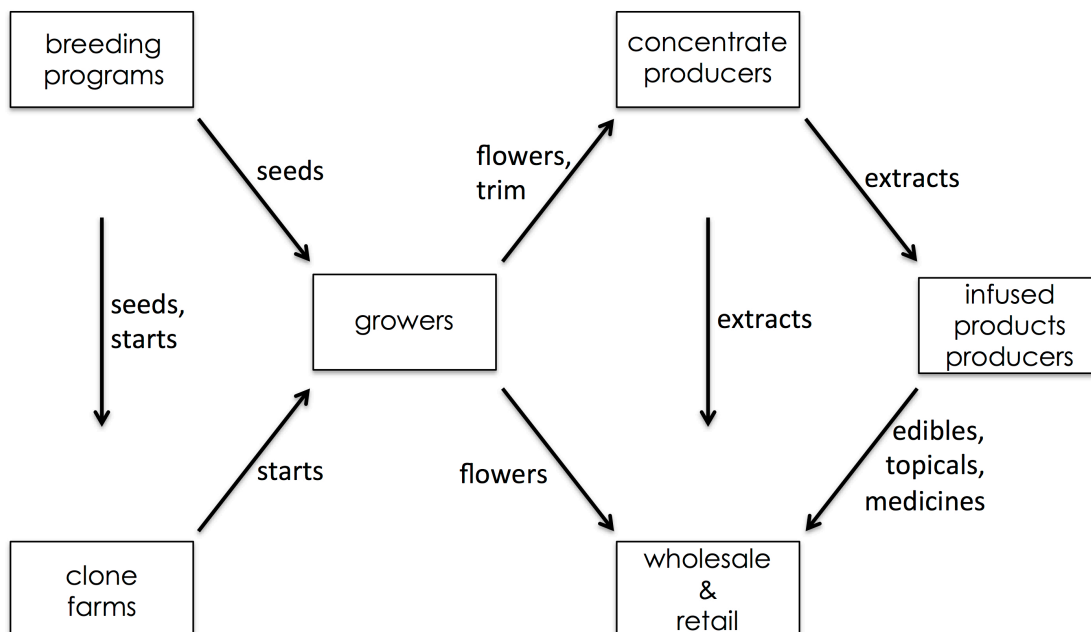 breeding
programs
concentrate
producers
seeds
flowers,
trim
extracts
seeds,
starts
growers
extracts
infused
products
producers
starts
flowers
edibles,
topicals,
medicines
clone
farms
wholesale
&
retail